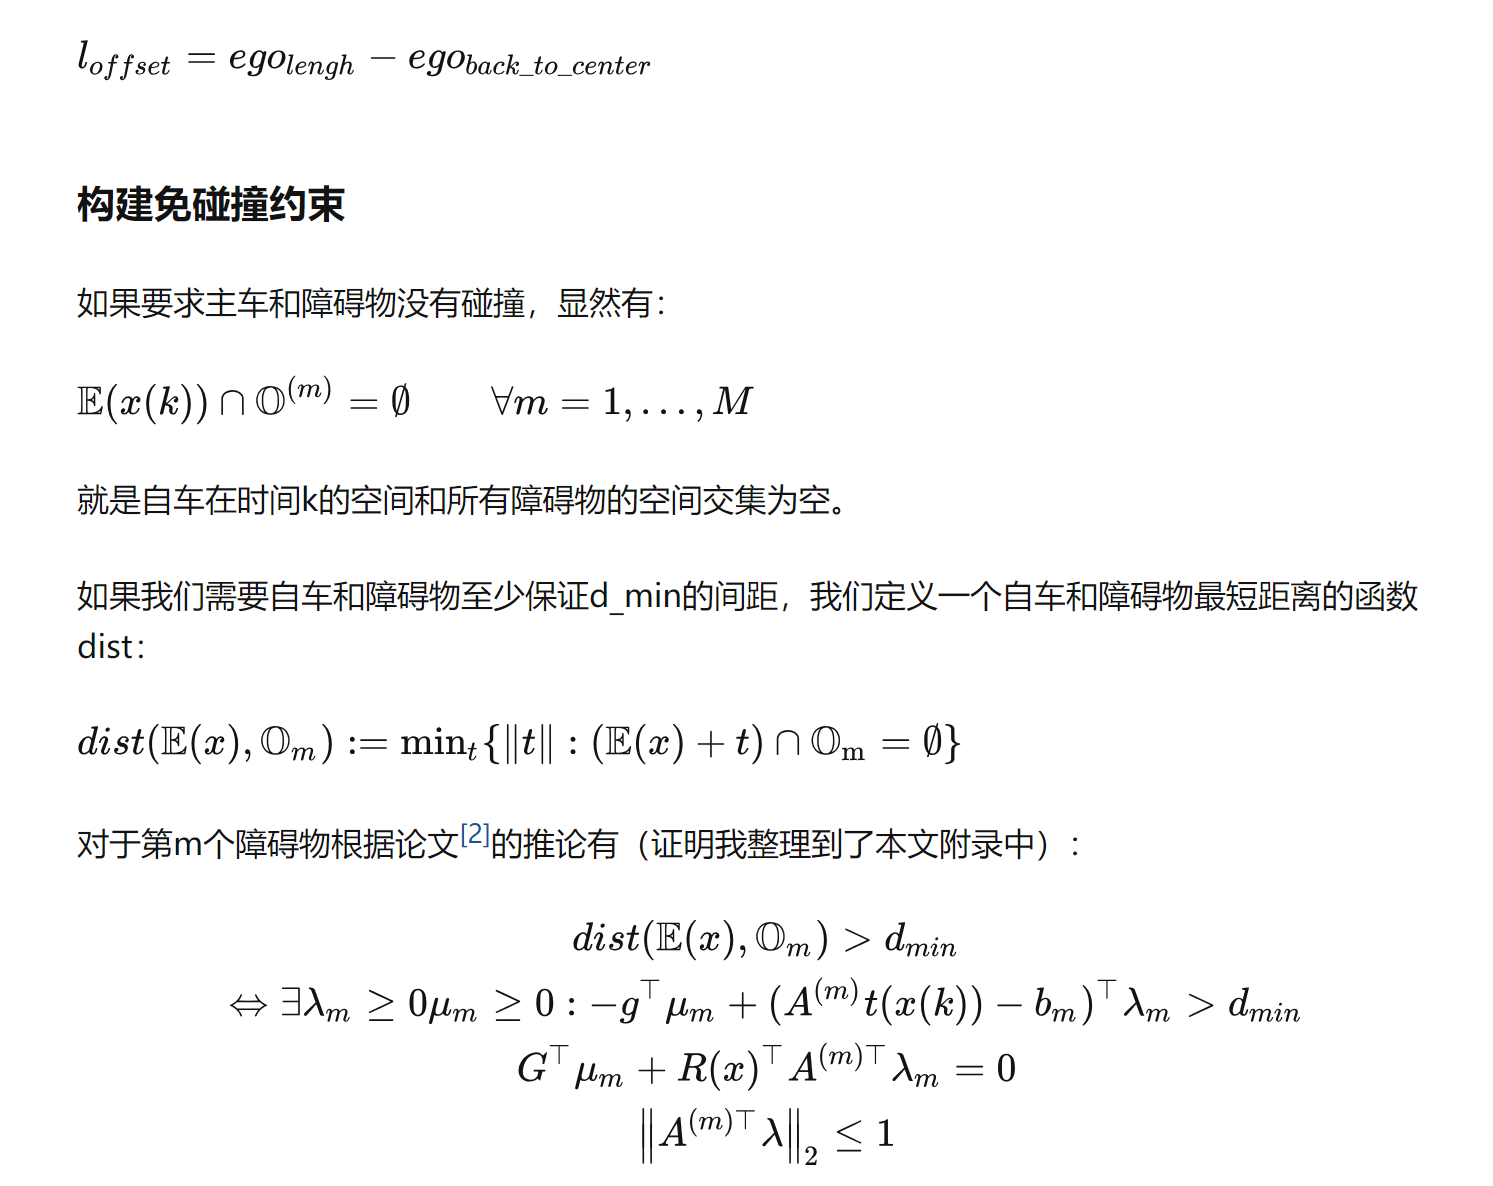 $l_{offset} = ego_{lengh} - ego_{back\_to\_center}$
构建免碰撞约束
如果要求主车和障碍物没有碰撞，显然有：
$\mathbb{E}(x(k)) \cap \mathbb{O}^{(m)} = \emptyset \qquad \forall m = 1, \ldots, M$
就是自车在时间k的空间和所有障碍物的空间交集为空。
如果我们需要自车和障碍物至少保证d_min的间距，我们定义一个自车和障碍物最短距离的函数
dist：
$dist(\mathbb{E}(x), \mathbb{O}_m) := \min_t \{ \|t\| : (\mathbb{E}(x) + t) \cap \mathbb{O}_{\mathrm{m}} = \emptyset \}$
对于第m个障碍物根据论文[2]的推论有（证明我整理到了本文附录中）：
$dist(\mathbb{E}(x), \mathbb{O}_m) > d_{min}$
$\Leftrightarrow \exists \lambda_m \geq 0 \mu_m \geq 0 : -g^\top \mu_m + (A^{(m)} t(x(k)) - b_m)^\top \lambda_m > d_{min}$
$G^\top \mu_m + R(x)^\top A^{(m)\top} \lambda_m = 0$
$\left\| A^{(m)\top} \lambda \right\|_2 \leq 1$